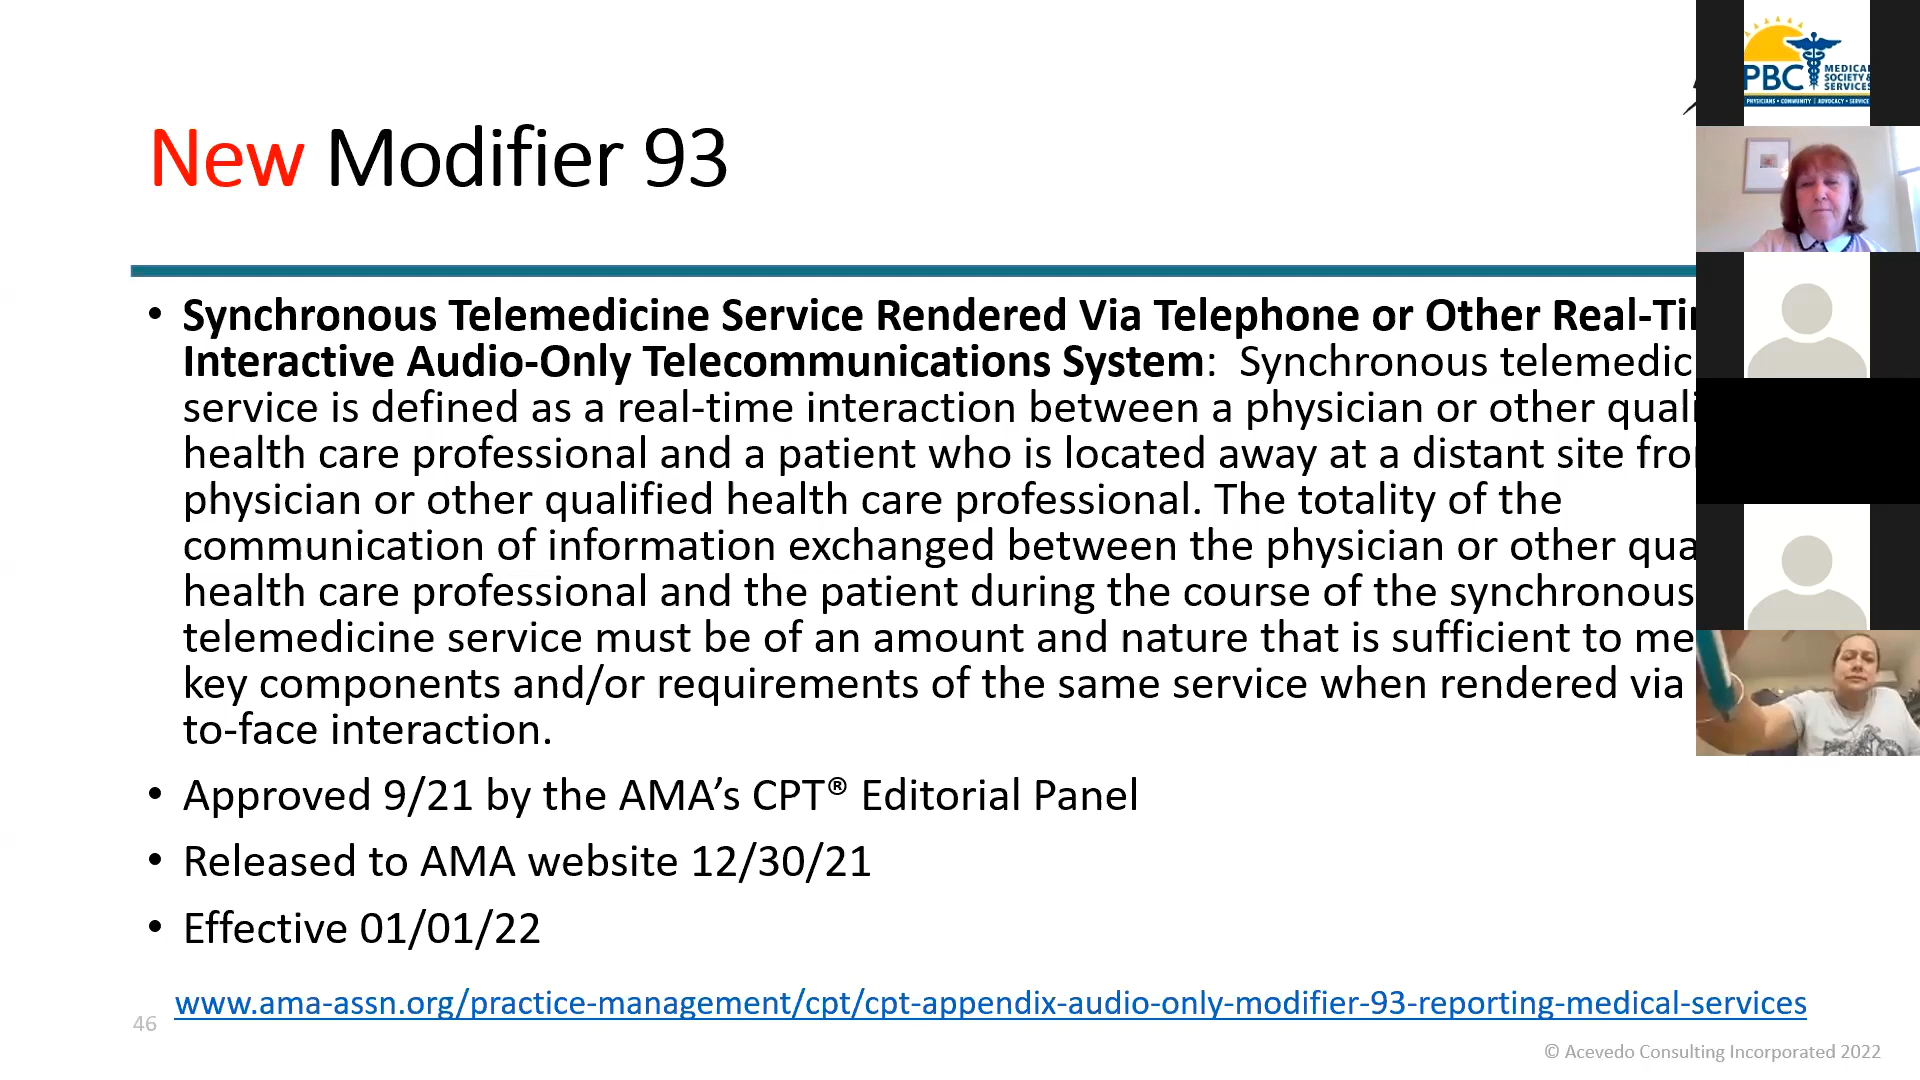 New Modifier 93
• Synchronous Telemedicine Service Rendered Via Telephone or Other
Interactive Audio-Only Telecommunications System: Synchronous
service is defined as a real-time interaction between a physician or other
health care professional and a patient who is located away at a distant site
physician or other qualified health care professional. The totality of the
communication of information exchanged between the physician or other
health care professional and the patient during the course of the synchronous
telemedicine service must be of an amount and nature that is sufficient to
key components and/or requirements of the same service when rendered via
to-face interaction.
• Approved 9/21 by the AMA’s CPT® Editorial Panel
• Released to AMA website 12/30/21
• Effective 01/01/22
www.ama-assn.org/practice-management/cpt/cpt-appendix-audio-only-modifier-93-reporting-medical-services
46
© Acevedo Consulting Incorporated 2022
PBC MEDICAL
SOCIETY &
SERVICES
PHYSICIANS • COMMUNITY | ADVOCACY • SERVICE